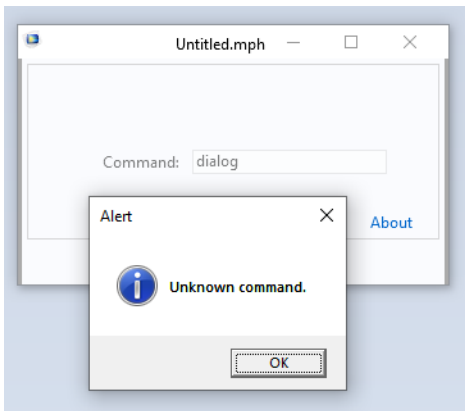 Untitled.mph
Command: dialog
About
Alert
Unknown command.
OK